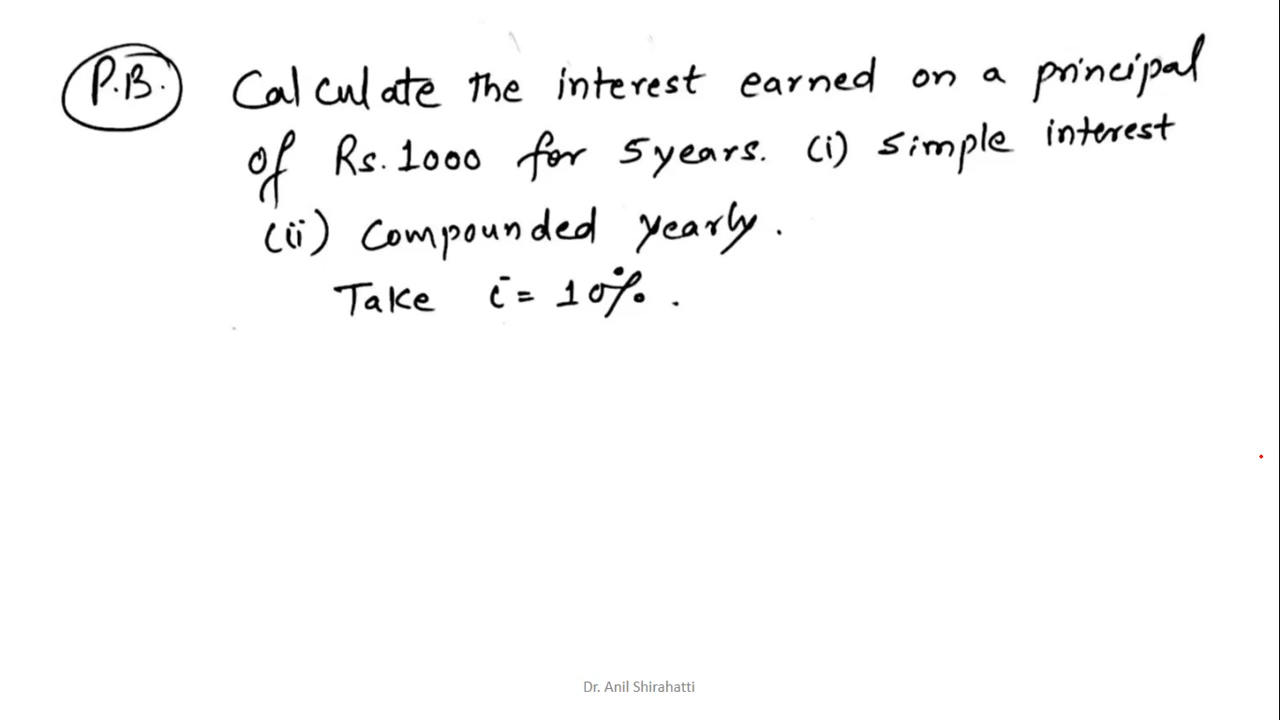 P.B. Calculate the interest earned on a principal
of Rs. 1000 for 5 years. (i) simple interest
(ii) Compounded yearly.
Take i = 10%.
Dr. Anil Shirahatti